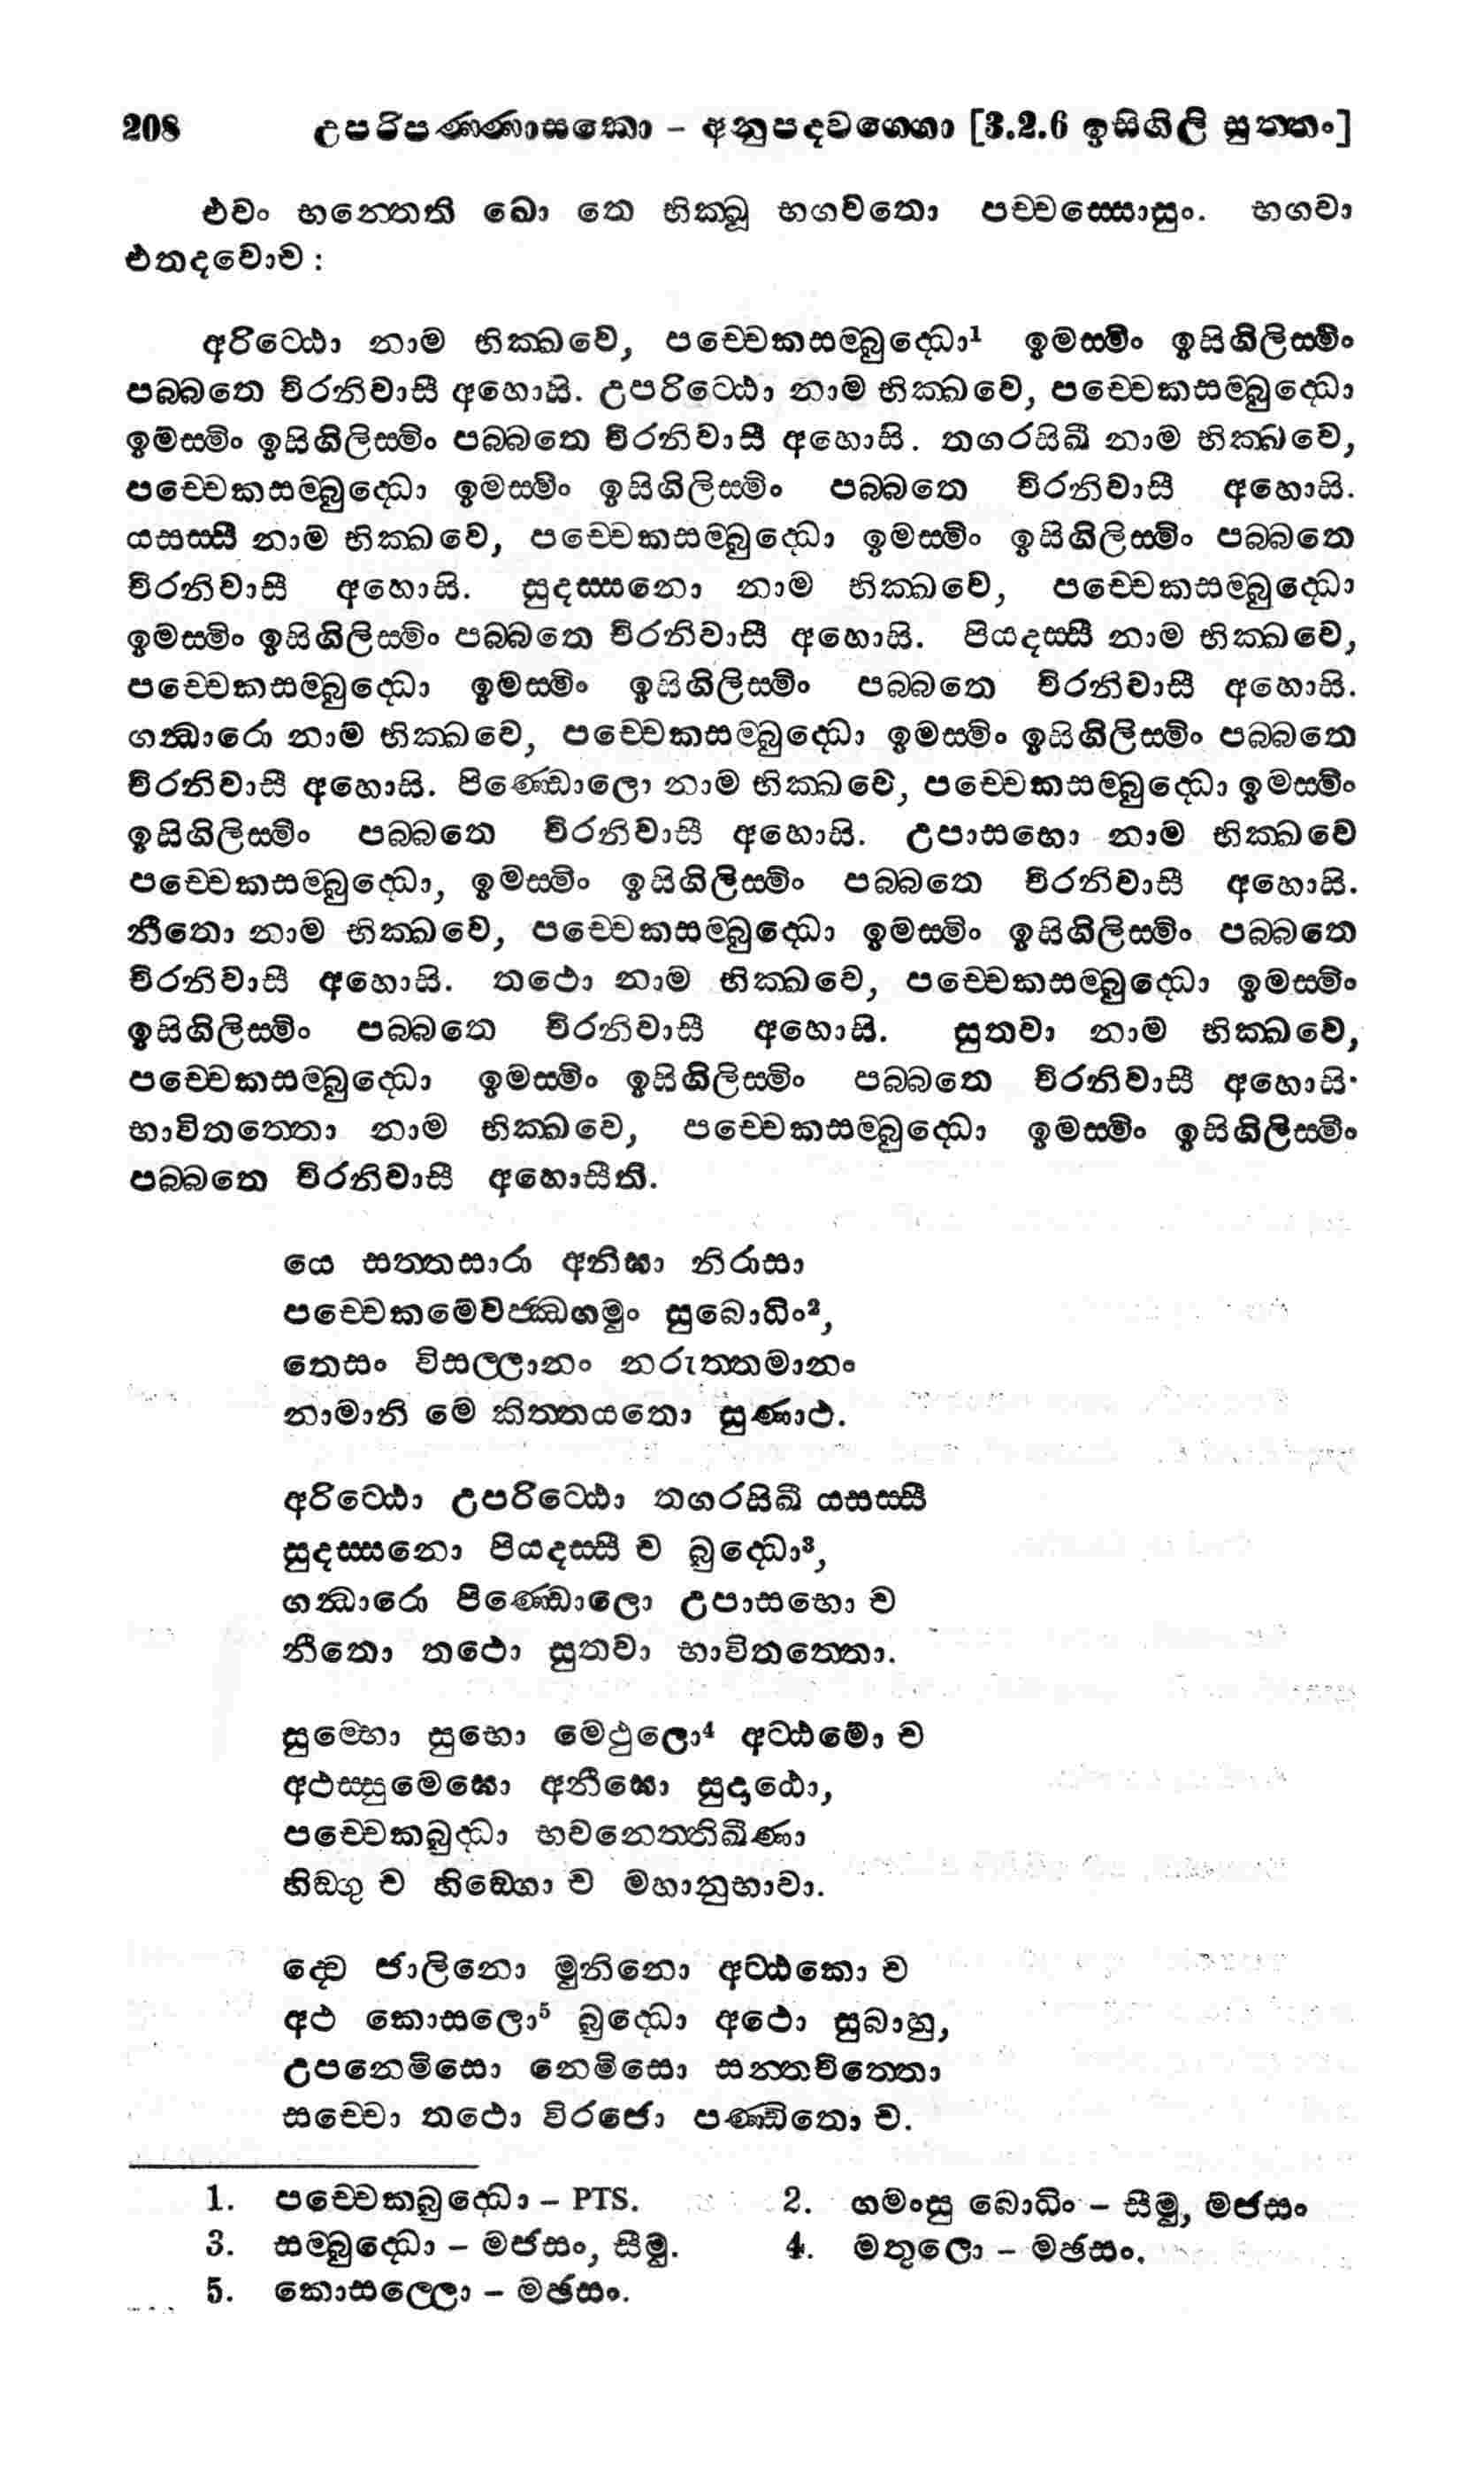 208 උපරිපණ්ණාසකො - අනුපදවග්ගො [3.2.6 ඉසිගිලි සුත්තං]
එවං භන්තෙති ඛො තෙ භික්ඛූ භගවතො පච්චස්සොසුං. භගවා
එතදවොච :
අරිට්ඨො නාම භික්ඛවෙ, පච්චෙකසම්බුද්ධො¹ ඉමස්මිං ඉසිගිලිස්මිං
පබ්බතෙ චිරනිවාසී අහොසි. උපරිට්ඨො නාම භික්ඛවෙ, පච්චෙකසම්බුද්ධො
ඉමස්මිං ඉසිගිලිස්මිං පබ්බතෙ චිරනිවාසී අහොසි. තගරසිඛී නාම භික්ඛවෙ,
පච්චෙකසම්බුද්ධො ඉමස්මිං ඉසිගිලිස්මිං පබ්බතෙ චිරනිවාසී අහොසි.
යසස්සී නාම භික්ඛවෙ, පච්චෙකසම්බුද්ධො ඉමස්මිං ඉසිගිලිස්මිං පබ්බතෙ
චිරනිවාසී අහොසි. සුදස්සනො නාම භික්ඛවෙ, පච්චෙකසම්බුද්ධො
ඉමස්මිං ඉසිගිලිස්මිං පබ්බතෙ චිරනිවාසී අහොසි. පියදස්සී නාම භික්ඛවෙ,
පච්චෙකසම්බුද්ධො ඉමස්මිං ඉසිගිලිස්මිං පබ්බතෙ චිරනිවාසී අහොසි.
ගන්ධාරො නාම භික්ඛවෙ, පච්චෙකසම්බුද්ධො ඉමස්මිං ඉසිගිලිස්මිං පබ්බතෙ
චිරනිවාසී අහොසි. පිණ්ඩොලො නාම භික්ඛවෙ, පච්චෙකසම්බුද්ධො ඉමස්මිං
ඉසිගිලිස්මිං පබ්බතෙ චිරනිවාසී අහොසි. උපාසභො නාම භික්ඛවෙ
පච්චෙකසම්බුද්ධො, ඉමස්මිං ඉසිගිලිස්මිං පබ්බතෙ චිරනිවාසී අහොසි.
නීතො නාම භික්ඛවෙ, පච්චෙකසම්බුද්ධො ඉමස්මිං ඉසිගිලිස්මිං පබ්බතෙ
චිරනිවාසී අහොසි. තථො නාම භික්ඛවෙ, පච්චෙකසම්බුද්ධො ඉමස්මිං
ඉසිගිලිස්මිං පබ්බතෙ චිරනිවාසී අහොසි. සුතවා නාම භික්ඛවෙ,
පච්චෙකසම්බුද්ධො ඉමස්මිං ඉසිගිලිස්මිං පබ්බතෙ චිරනිවාසී අහොසි.
භාවිතත්තො නාම භික්ඛවෙ, පච්චෙකසම්බුද්ධො ඉමස්මිං ඉසිගිලිස්මිං
පබ්බතෙ චිරනිවාසී අහොසීති.
යෙ සත්තසාරා අනිඝා නිරාසා
පච්චෙකමෙවජ්ඣගමුං සුබොධිං²,
තෙසං විසල්ලානං නරුත්තමානං
නාමානි මෙ කිත්තයතො සුණාථ.
අරිට්ඨො උපරිට්ඨො තගරසිඛී යසස්සී
සුදස්සනො පියදස්සී ච බුද්ධො³,
ගන්ධාරො පිණ්ඩොලො උපාසභො ච
නීතො තථො සුතවා භාවිතත්තො.
සුම්භො සුභො මෙථුලො⁴ අට්ඨමො ච
අථස්සුමෙඝො අනීඝො සුදාඨො,
පච්චෙකබුද්ධා භවනෙත්තිඛීණා
හිඞ්ගු ච හිඞ්ගො ච මහානුභාවා.
ද්වෙ ජාලිනො මුනිනො අට්ඨකො ච
අථ කොසලො⁵ බුද්ධො අථො සුබාහු,
උපනෙමිසො නෙමිසො සන්තචිත්තො
සච්චො තථො විරජො පණ්ඩිතො ච.
1. පච්චෙකබුද්ධො – PTS. 2. ගමංසු බොධිං – සීමු, මජසං
3. සම්බුද්ධො – මජසං, සීමු. 4. මතුලො – මඡසං.
5. කොසල්ලො – මඡසං.